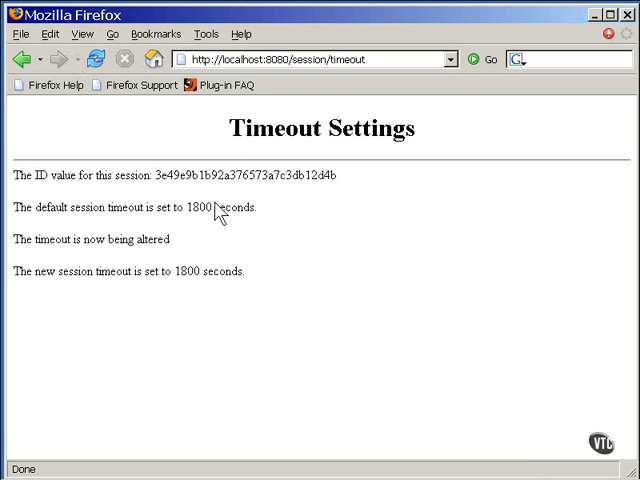 Mozilla Firefox
File Edit View Go Bookmarks Tools Help
http://localhost:8080/session/timeout Go G
Firefox Help Firefox Support Plug-in FAQ
Timeout Settings
The ID value for this session: 3e49e9b1b92a376573a7c3db12d4b
The default session timeout is set to 1800 seconds.
The timeout is now being altered
The new session timeout is set to 1800 seconds.
VTC
Done